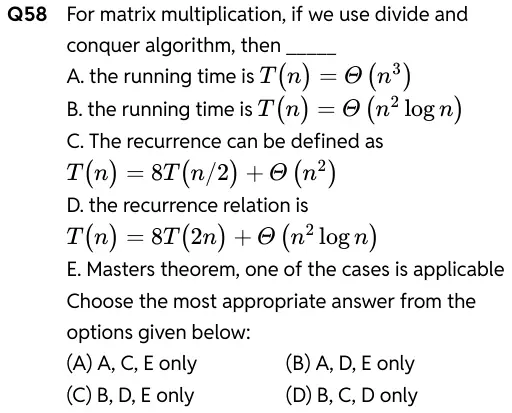 Q58 For matrix multiplication, if we use divide and
conquer algorithm, then _____
A. the running time is T(n) = Θ (n³)
B. the running time is T(n) = Θ (n² log n)
C. The recurrence can be defined as
T(n) = 8T(n/2) + Θ (n²)
D. the recurrence relation is
T(n) = 8T(2n) + Θ (n² log n)
E. Masters theorem, one of the cases is applicable
Choose the most appropriate answer from the
options given below:
(A) A, C, E only (B) A, D, E only
(C) B, D, E only (D) B, C, D only